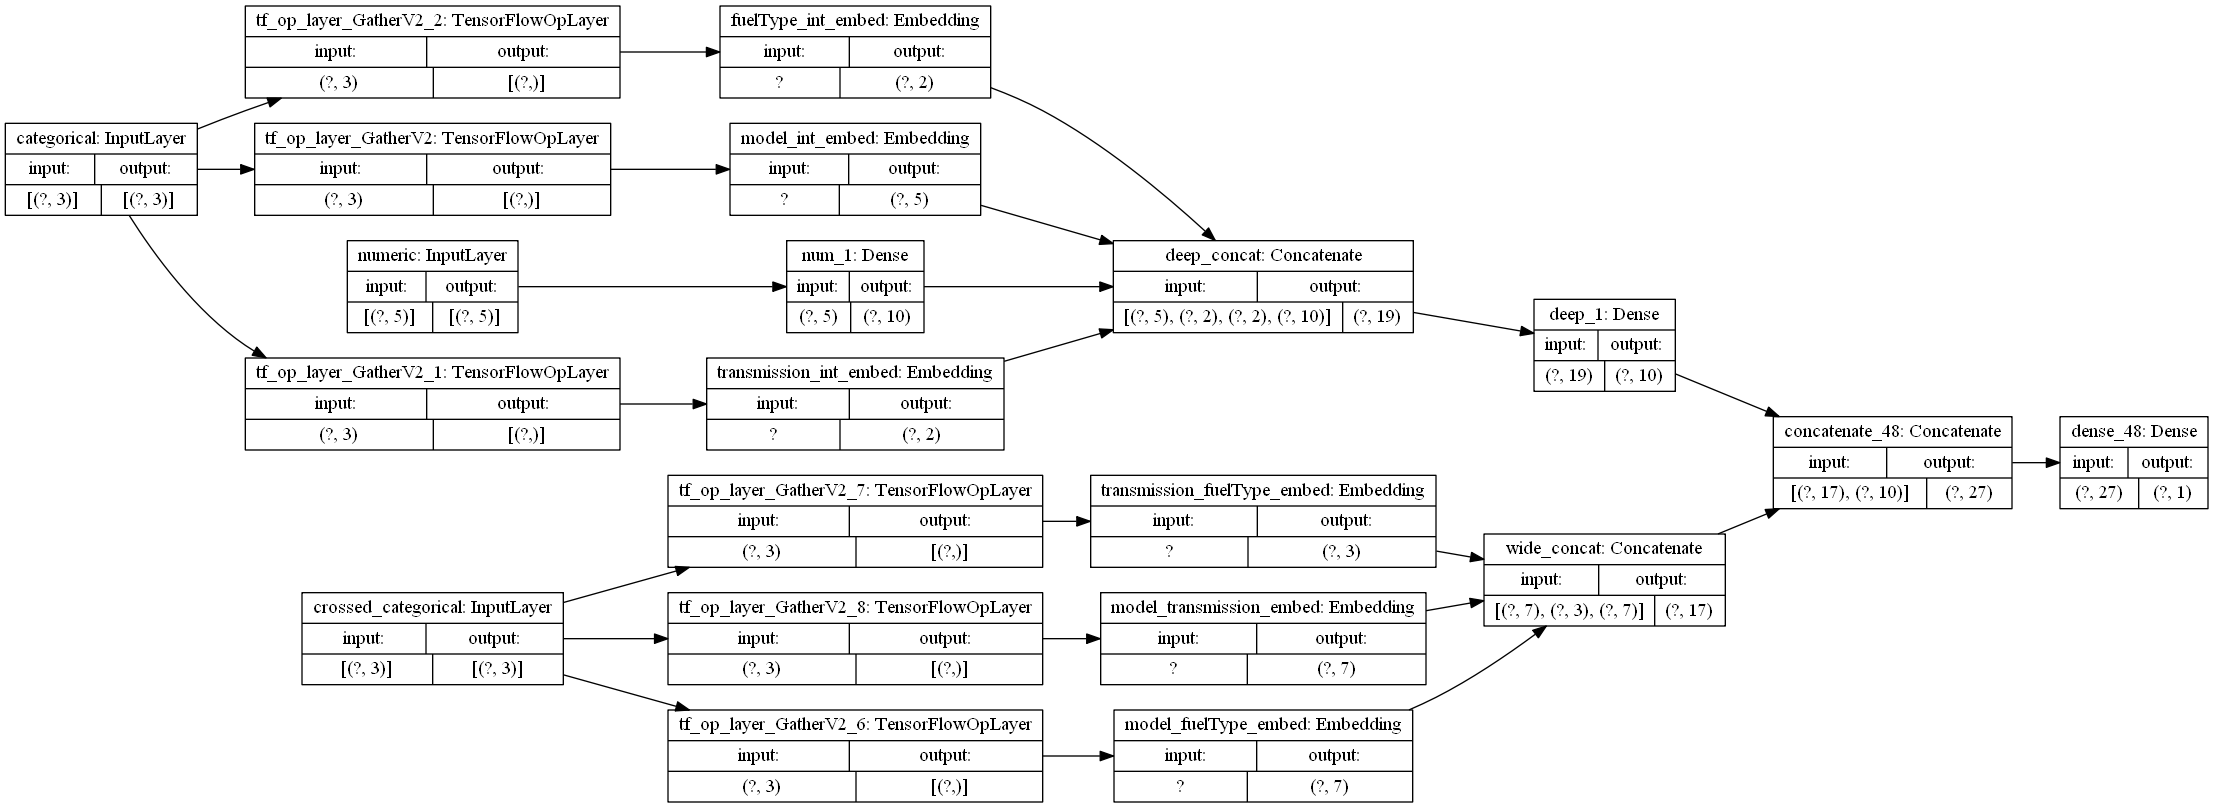 tf_op_layer_GatherV2_2: TensorFlowOpLayer
input: output:
(?, 3) [(?,)]
fuelType_int_embed: Embedding
input: output:
? (?, 2)
categorical: InputLayer
input: output:
[(?, 3)] [(?, 3)]
tf_op_layer_GatherV2: TensorFlowOpLayer
input: output:
(?, 3) [(?,)]
model_int_embed: Embedding
input: output:
? (?, 5)
numeric: InputLayer
input: output:
[(?, 5)] [(?, 5)]
num_1: Dense
input: output:
(?, 5) (?, 10)
deep_concat: Concatenate
input: output:
[(?, 5), (?, 2), (?, 2), (?, 10)] (?, 19)
deep_1: Dense
input: output:
(?, 19) (?, 10)
tf_op_layer_GatherV2_1: TensorFlowOpLayer
input: output:
(?, 3) [(?,)]
transmission_int_embed: Embedding
input: output:
? (?, 2)
concatenate_48: Concatenate
input: output:
[(?, 17), (?, 10)] (?, 27)
dense_48: Dense
input: output:
(?, 27) (?, 1)
tf_op_layer_GatherV2_7: TensorFlowOpLayer
input: output:
(?, 3) [(?,)]
transmission_fuelType_embed: Embedding
input: output:
? (?, 3)
wide_concat: Concatenate
input: output:
[(?, 7), (?, 3), (?, 7)] (?, 17)
crossed_categorical: InputLayer
input: output:
[(?, 3)] [(?, 3)]
tf_op_layer_GatherV2_8: TensorFlowOpLayer
input: output:
(?, 3) [(?,)]
model_transmission_embed: Embedding
input: output:
? (?, 7)
tf_op_layer_GatherV2_6: TensorFlowOpLayer
input: output:
(?, 3) [(?,)]
model_fuelType_embed: Embedding
input: output:
? (?, 7)